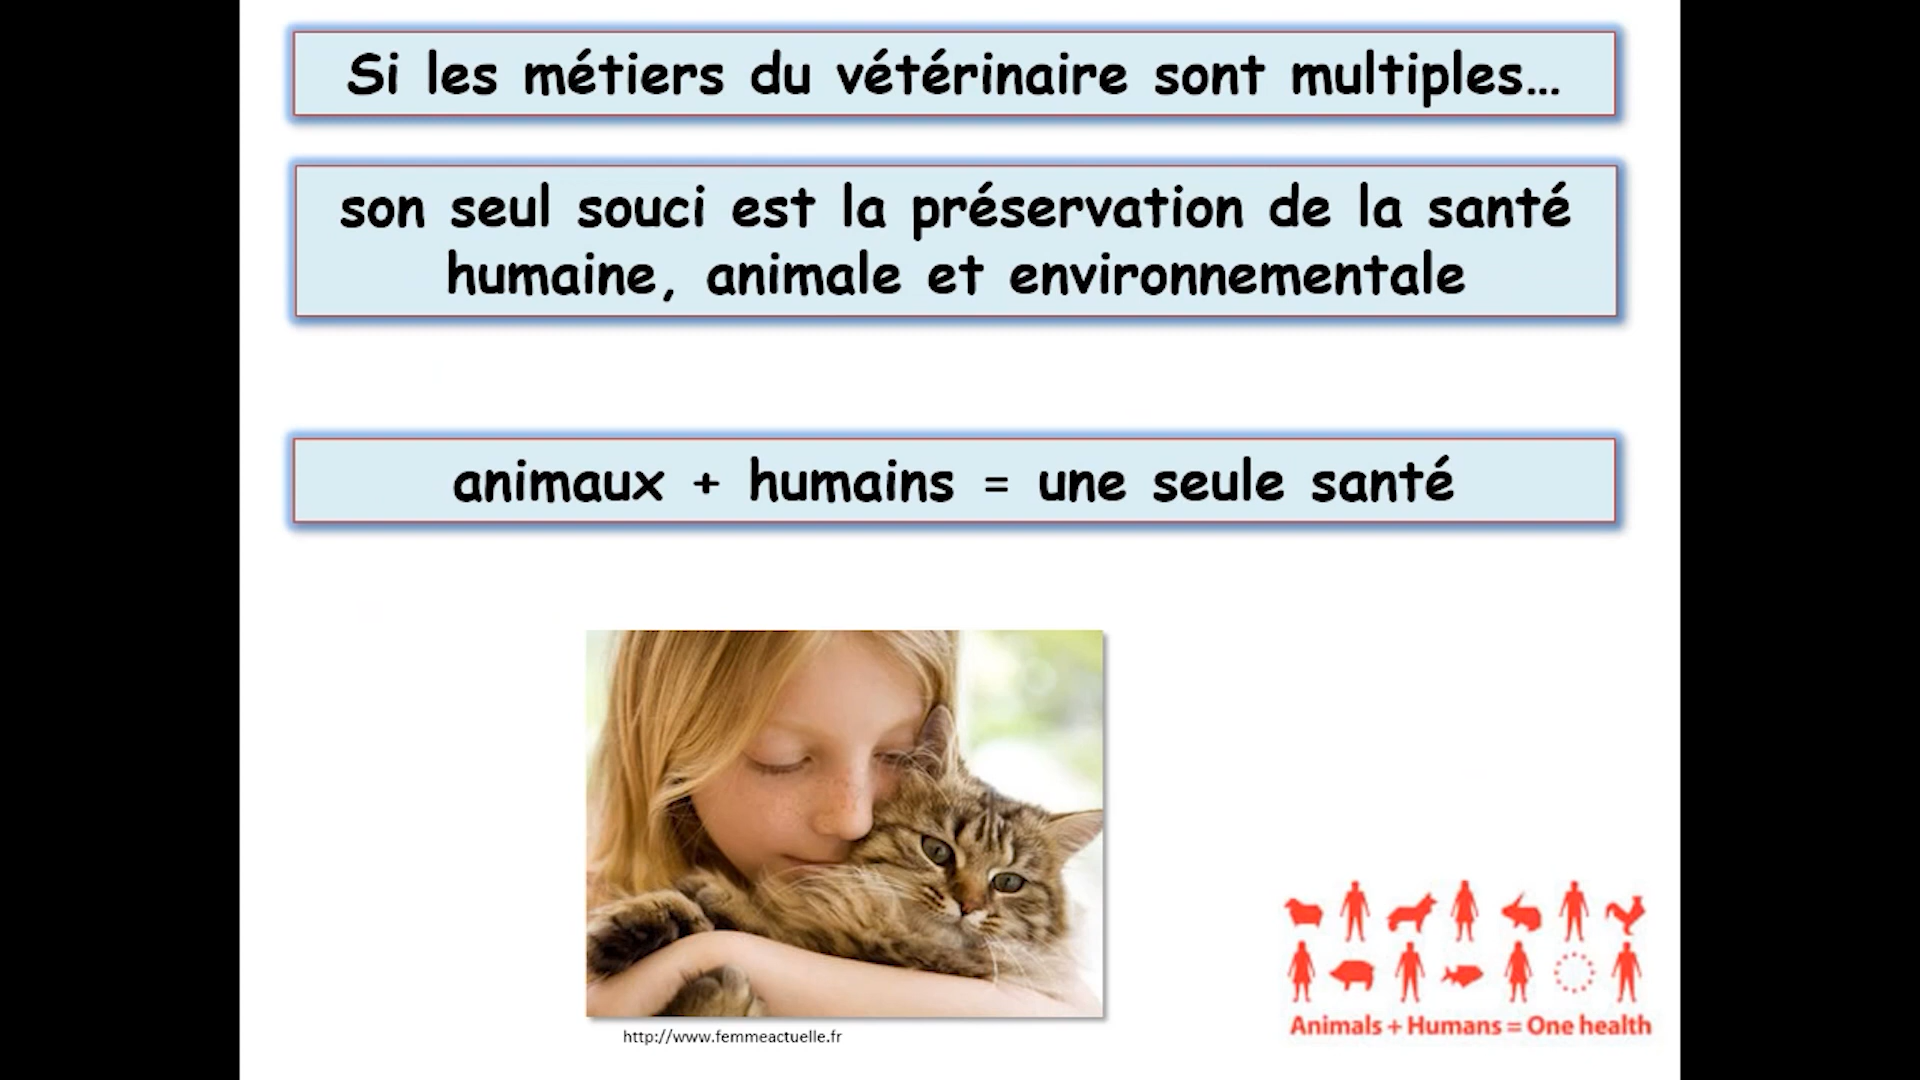 Si les métiers du vétérinaire sont multiples…
son seul souci est la préservation de la santé
humaine, animale et environnementale
animaux + humains = une seule santé
http://www.femmeactuelle.fr
Animals + Humans = One health